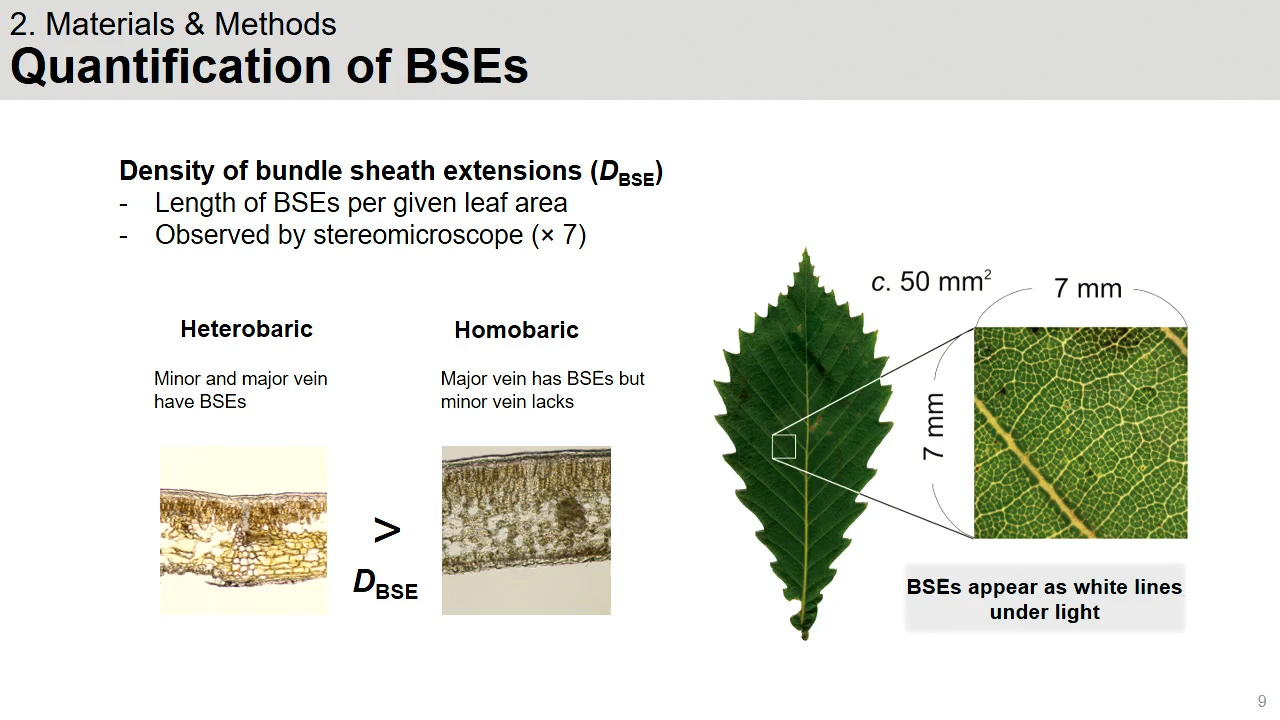 2. Materials & Methods
Quantification of BSEs
Density of bundle sheath extensions (DBSE)
- Length of BSEs per given leaf area
- Observed by stereomicroscope (× 7)
Heterobaric
Minor and major vein
have BSEs
Homobaric
Major vein has BSEs but
minor vein lacks
>
DBSE
c. 50 mm²
7 mm
7 mm
BSEs appear as white lines
under light
9